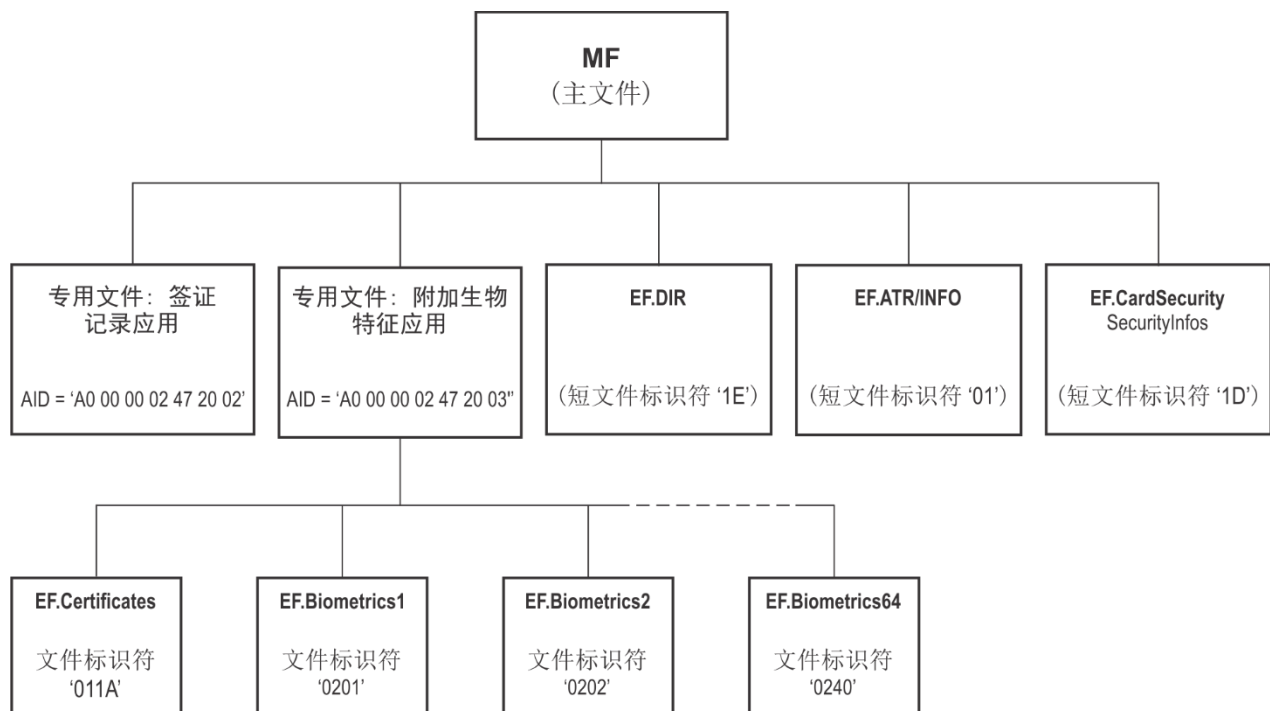 MF
(主文件)
专用文件：签证
记录应用
AID = ‘A0 00 00 02 47 20 02’
专用文件：附加生物
特征应用
AID = ‘A0 00 00 02 47 20 03”
EF.DIR
(短文件标识符 ‘1E’)
EF.ATR/INFO
(短文件标识符 ‘01’)
EF.CardSecurity
SecurityInfos
(短文件标识符 ‘1D’)
EF.Certificates
文件标识符
‘011A’
EF.Biometrics1
文件标识符
‘0201’
EF.Biometrics2
文件标识符
‘0202’
EF.Biometrics64
文件标识符
‘0240’